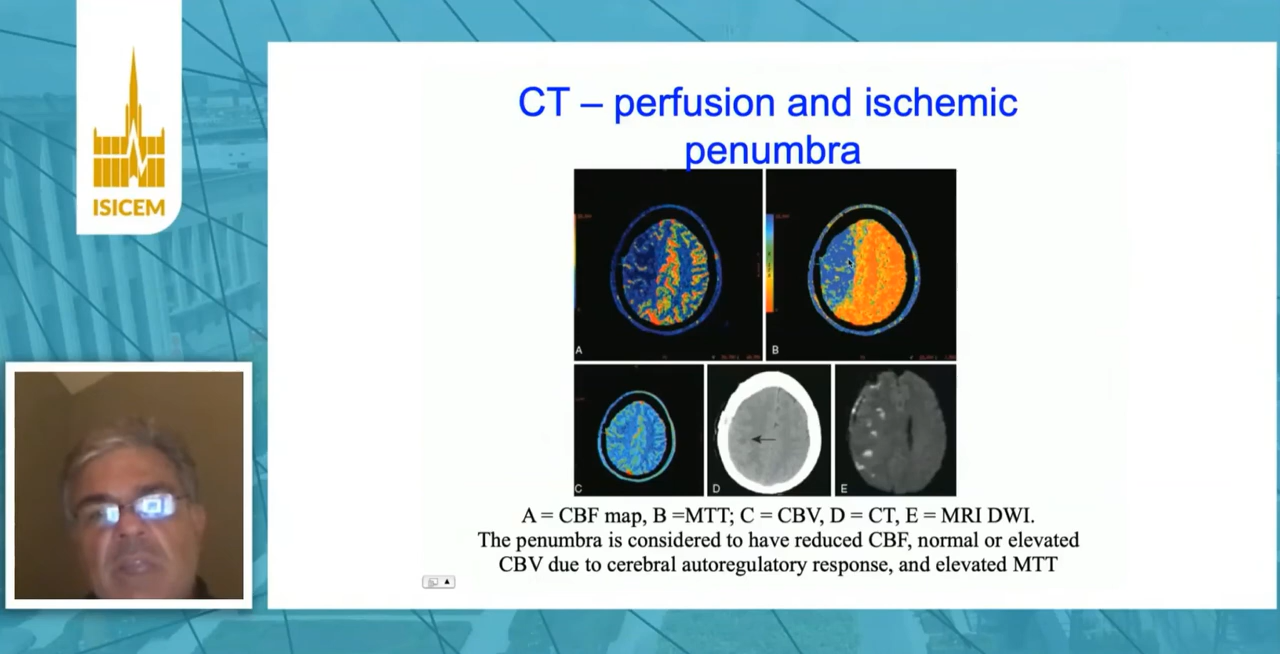 ISICEM
CT – perfusion and ischemic
penumbra
A
B
C
D
E
A = CBF map, B =MTT; C = CBV, D = CT, E = MRI DWI.
The penumbra is considered to have reduced CBF, normal or elevated
CBV due to cerebral autoregulatory response, and elevated MTT